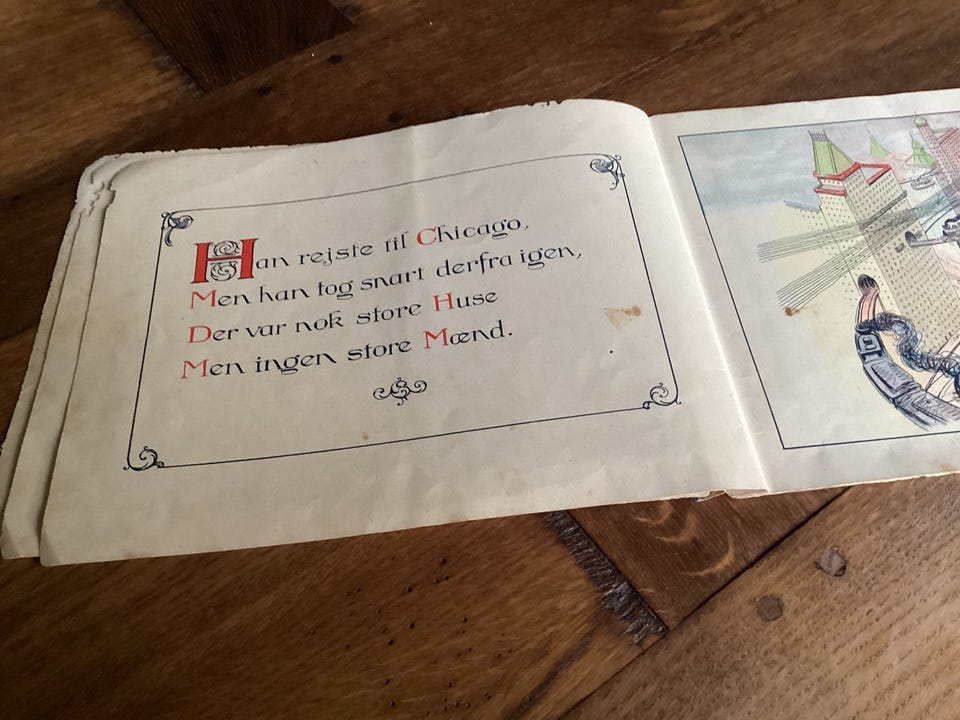 Han rejste til Chicago,
Men han tog snart derfra igen,
Der var nok store Huse
Men ingen store Mænd.